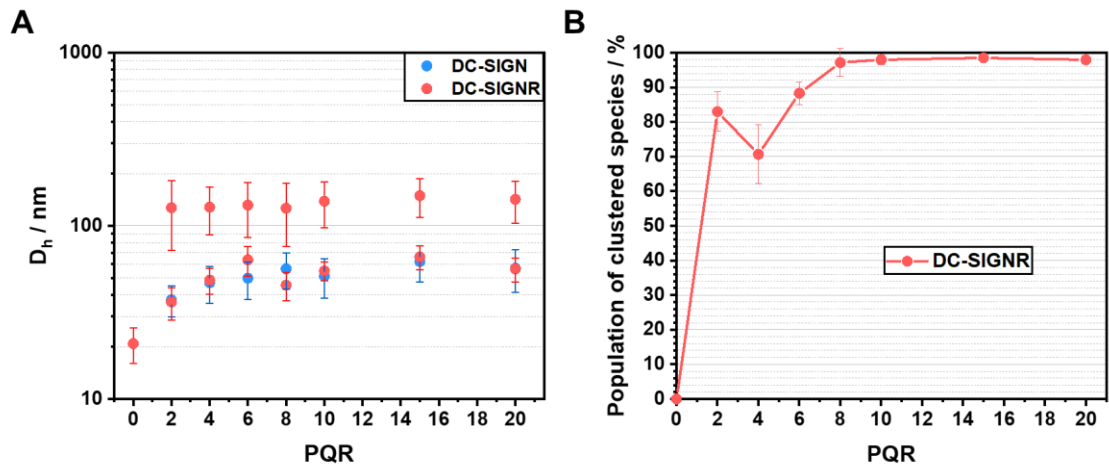 A
1000
100
10
D_h / nm
DC-SIGN
DC-SIGNR
0 2 4 6 8 10 12 14 16 18 20
PQR
B
100
90
80
70
60
50
40
30
20
10
0
Population of clustered species / %
DC-SIGNR
0 2 4 6 8 10 12 14 16 18 20
PQR